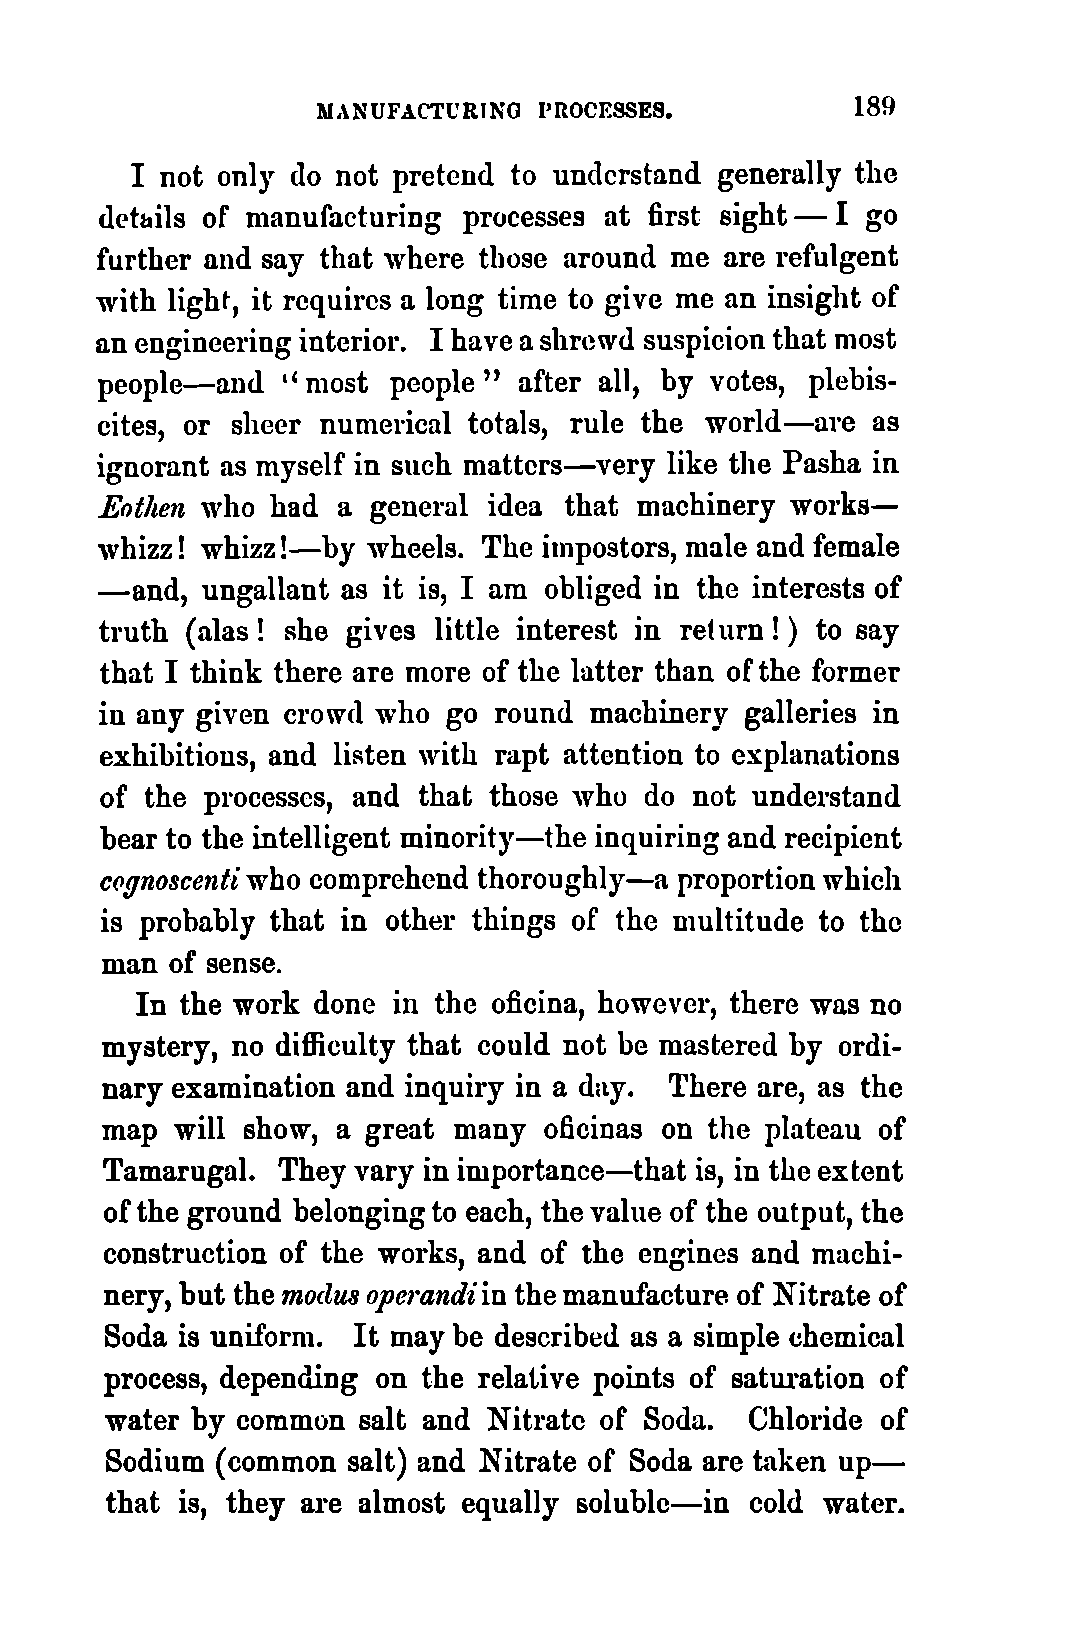 MANUFACTURING PROCESSES. 189
I not only do not pretend to understand generally the
details of manufacturing processes at first sight — I go
further and say that where those around me are refulgent
with light, it requires a long time to give me an insight of
an engineering interior. I have a shrewd suspicion that most
people—and "most people" after all, by votes, plebis-
cites, or sheer numerical totals, rule the world—are as
ignorant as myself in such matters—very like the Pasha in
Eothen who had a general idea that machinery works—
whizz! whizz!—by wheels. The impostors, male and female
—and, ungallant as it is, I am obliged in the interests of
truth (alas! she gives little interest in return!) to say
that I think there are more of the latter than of the former
in any given crowd who go round machinery galleries in
exhibitions, and listen with rapt attention to explanations
of the processes, and that those who do not understand
bear to the intelligent minority—the inquiring and recipient
cognoscenti who comprehend thoroughly—a proportion which
is probably that in other things of the multitude to the
man of sense.
In the work done in the oficina, however, there was no
mystery, no difficulty that could not be mastered by ordi-
nary examination and inquiry in a day. There are, as the
map will show, a great many oficinas on the plateau of
Tamarugal. They vary in importance—that is, in the extent
of the ground belonging to each, the value of the output, the
construction of the works, and of the engines and machi-
nery, but the modus operandi in the manufacture of Nitrate of
Soda is uniform. It may be described as a simple chemical
process, depending on the relative points of saturation of
water by common salt and Nitrate of Soda. Chloride of
Sodium (common salt) and Nitrate of Soda are taken up—
that is, they are almost equally soluble—in cold water.